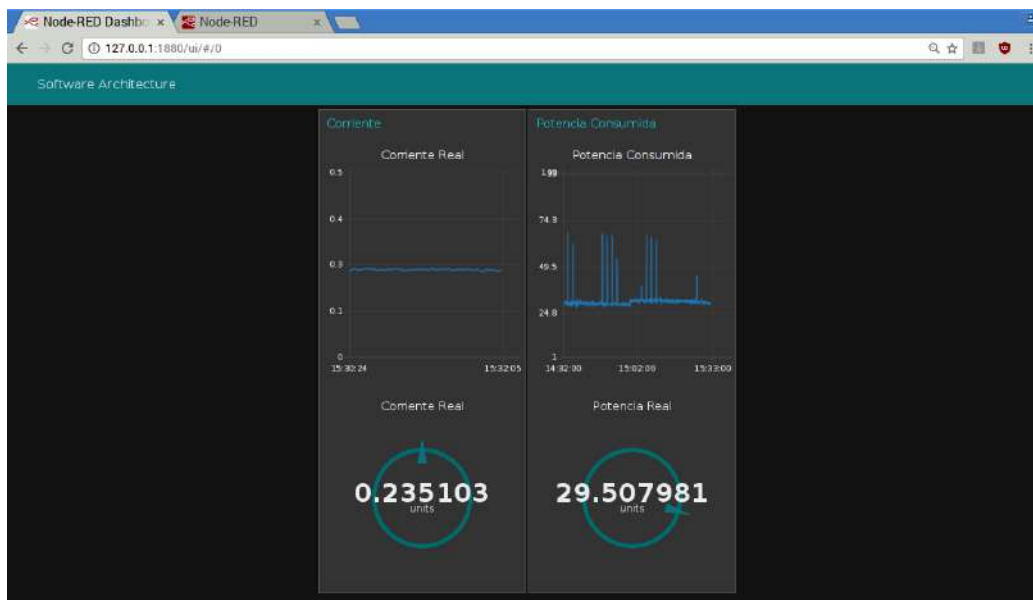 Node-RED Dashbo
Node-RED
127.0.0.1:1880/ui/#/0
Software Architecture
Corriente
Corriente Real
0.5
0.4
0.3
0.1
0
15:30:24 15:32:05
Corriente Real
0.235103
units
Potencia Consumida
Potencia Consumida
74.3
49.5
24.8
1
14:32:00 15:02:00 15:33:00
Potencia Real
29.507981
units